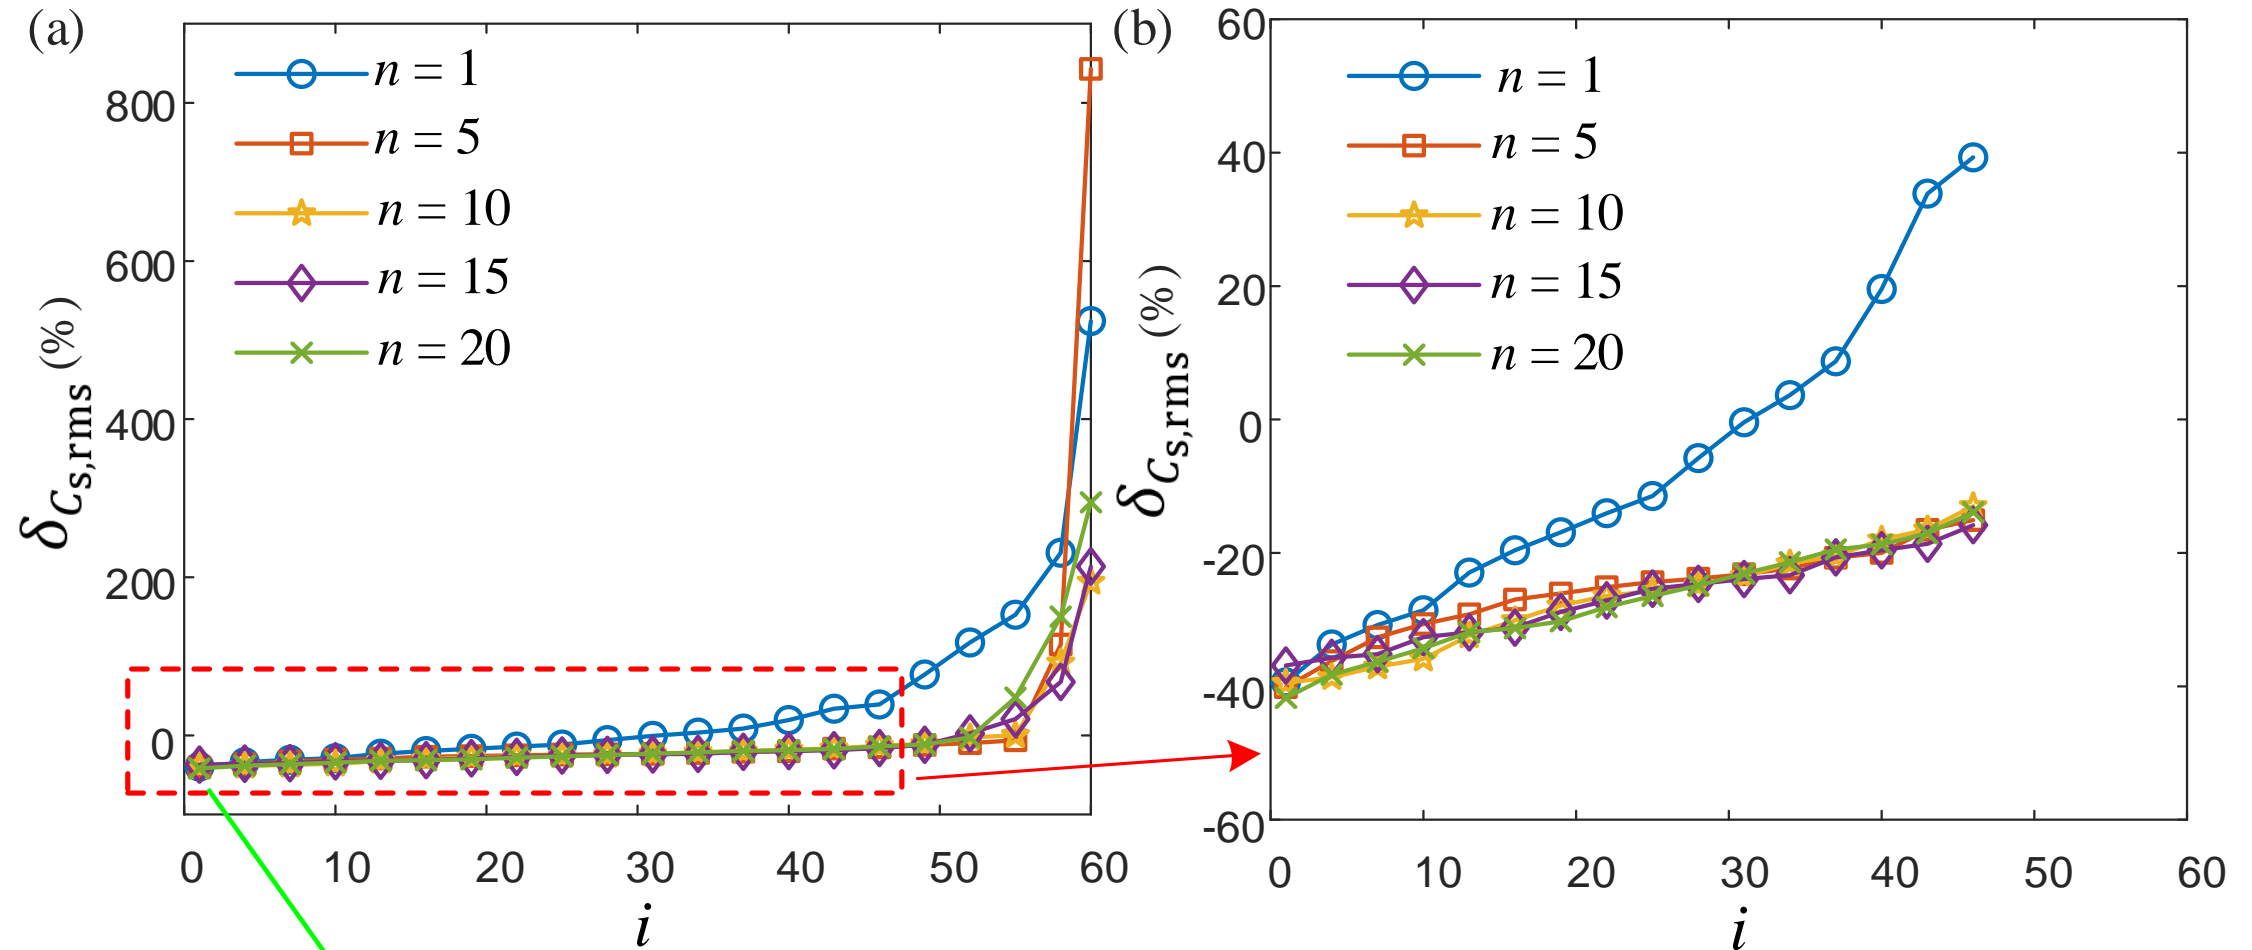 (a)
n = 1
n = 5
n = 10
n = 15
n = 20
800
600
400
200
0
0 10 20 30 40 50 60
i
δCs,rms (%)
(b)
n = 1
n = 5
n = 10
n = 15
n = 20
60
40
20
0
-20
-40
-60
0 10 20 30 40 50 60
i
δCs,rms (%)